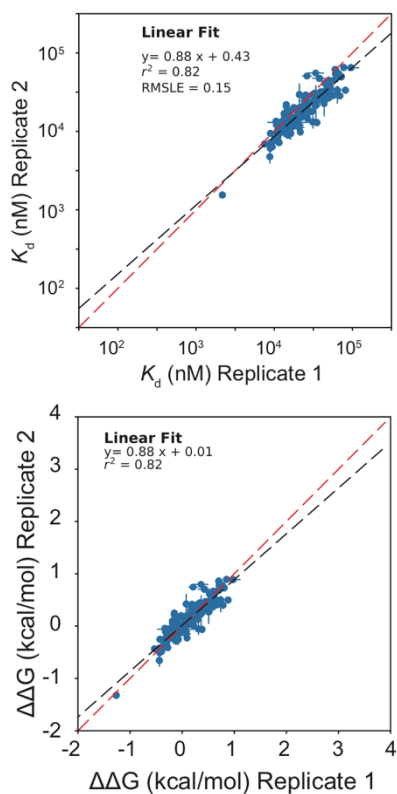 Linear Fit
y= 0.88 x + 0.43
r² = 0.82
RMSLE = 0.15
10⁵
10⁴
10³
10²
K_d (nM) Replicate 2
10² 10³ 10⁴ 10⁵
K_d (nM) Replicate 1
Linear Fit
y= 0.88 x + 0.01
r² = 0.82
4
3
2
1
0
-1
-2
ΔΔG (kcal/mol) Replicate 2
-2 -1 0 1 2 3 4
ΔΔG (kcal/mol) Replicate 1